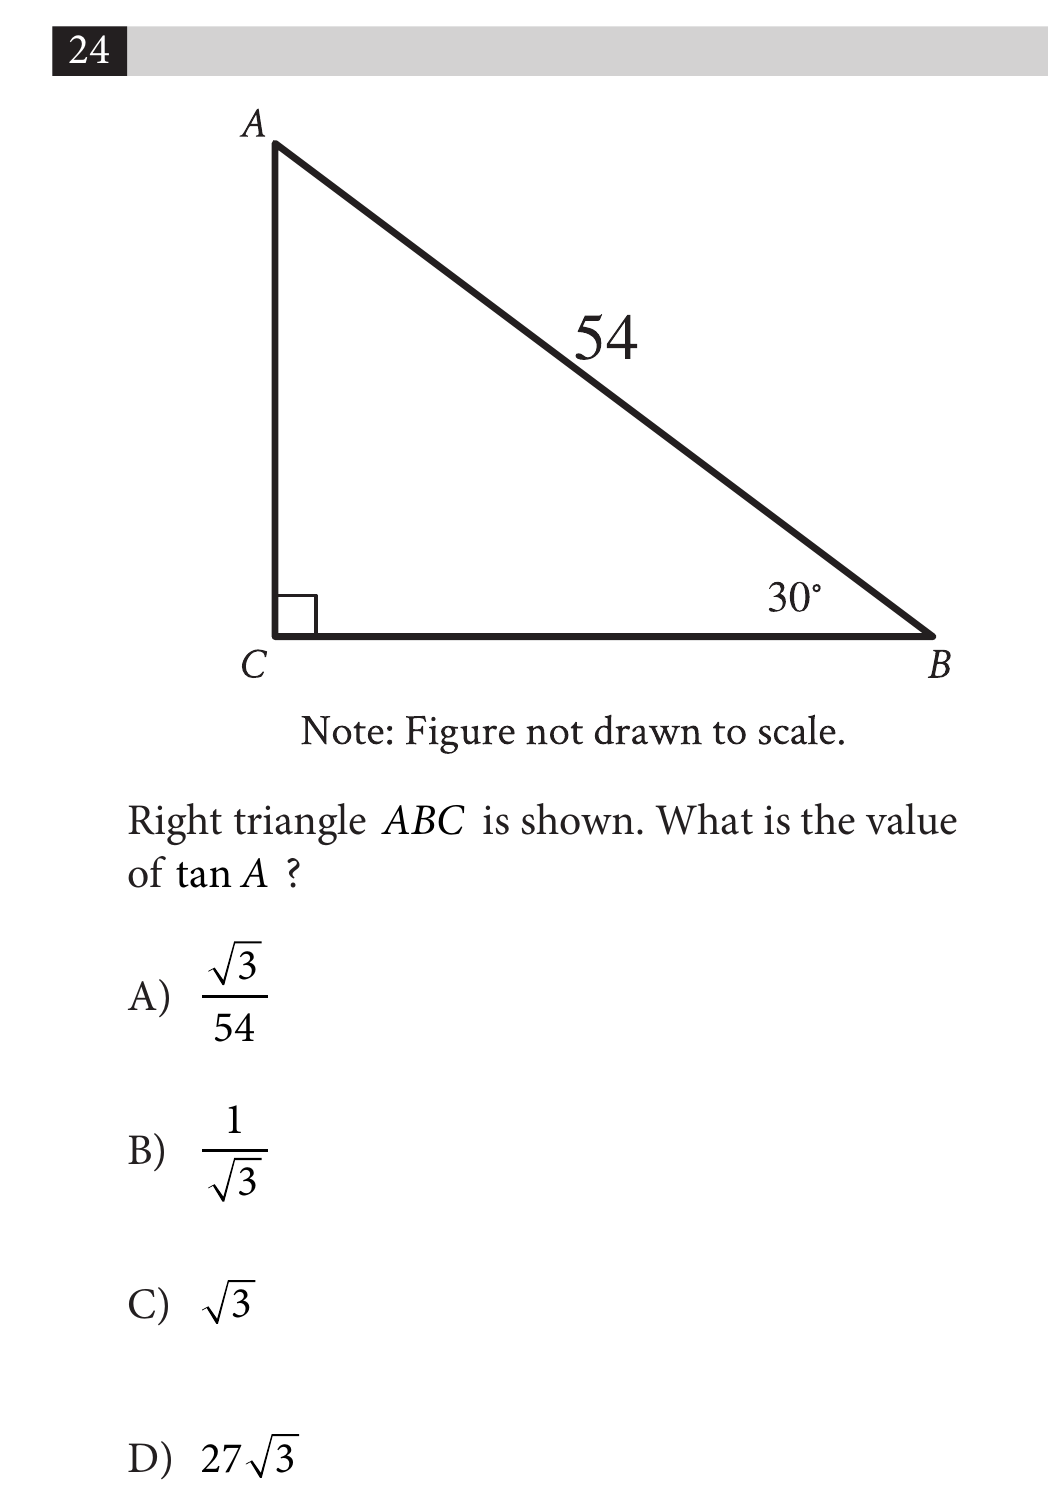 24
A
54
30°
C
B
Note: Figure not drawn to scale.
Right triangle ABC is shown. What is the value
of tan A ?
A) √3/54
B) 1/√3
C) √3
D) 27√3